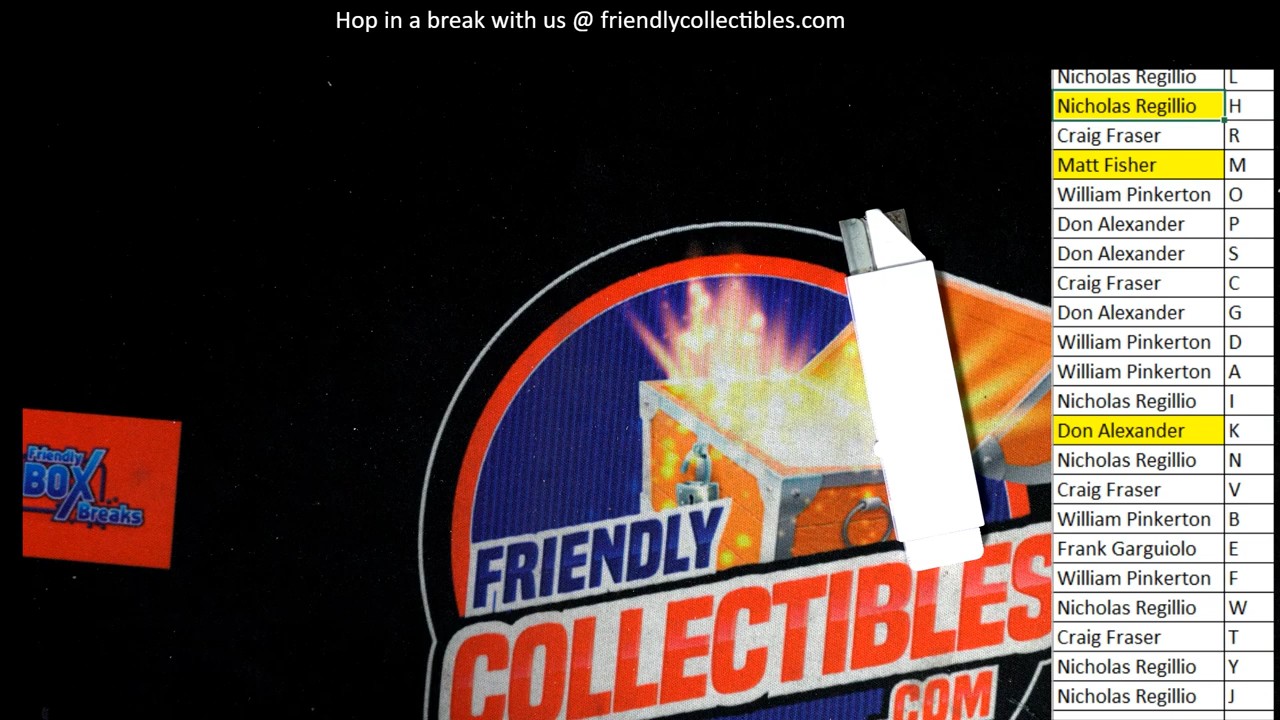 Hop in a break with us @ friendlycollectibles.com
Nicholas Regillio L
Nicholas Regillio H
Craig Fraser R
Matt Fisher M
William Pinkerton O
Don Alexander P
Don Alexander S
Craig Fraser C
Don Alexander G
William Pinkerton D
William Pinkerton A
Nicholas Regillio I
Don Alexander K
Nicholas Regillio N
Craig Fraser V
William Pinkerton B
Frank Garguiolo E
William Pinkerton F
Nicholas Regillio W
Craig Fraser T
Nicholas Regillio Y
Nicholas Regillio J
Friendly
BOX
Breaks
FRIENDLY
COLLECTIBLES
.COM